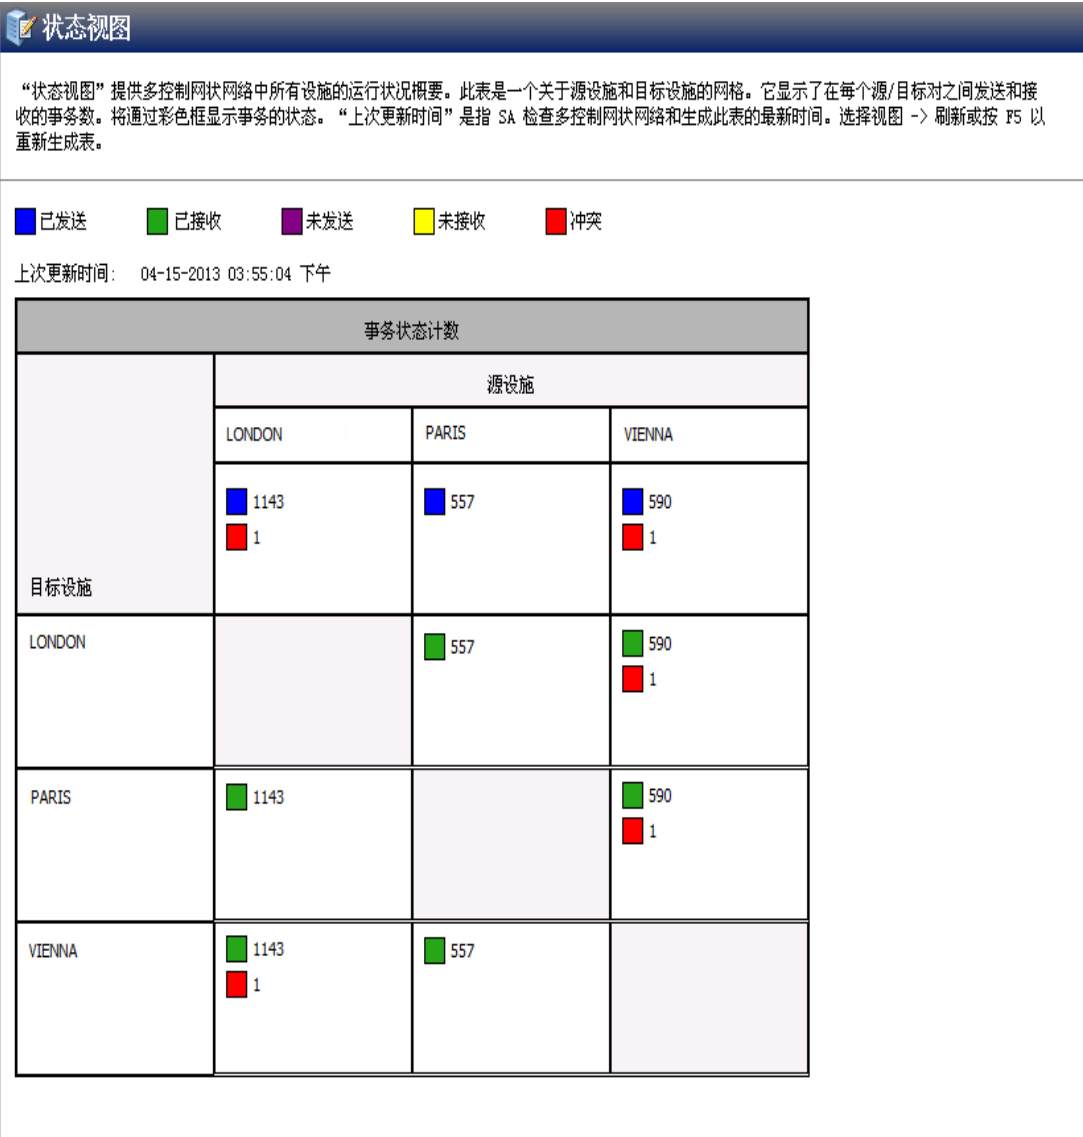 状态视图
“状态视图”提供多控制网状网络中所有设施的运行状况概要。此表是一个关于源设施和目标设施的网格。它显示了在每个源/目标对之间发送和接
收的事务数。将通过彩色框显示事务的状态。“上次更新时间”是指 SA 检查多控制网状网络和生成此表的最新时间。选择视图 -> 刷新或按 F5 以
重新生成表。
已发送 已接收 未发送 未接收 冲突
上次更新时间: 04-15-2013 03:55:04 下午
事务状态计数
源设施
LONDON PARIS VIENNA
1143 557 590
1 1
目标设施
LONDON 557 590
1
PARIS 1143 590
1
VIENNA 1143 557
1